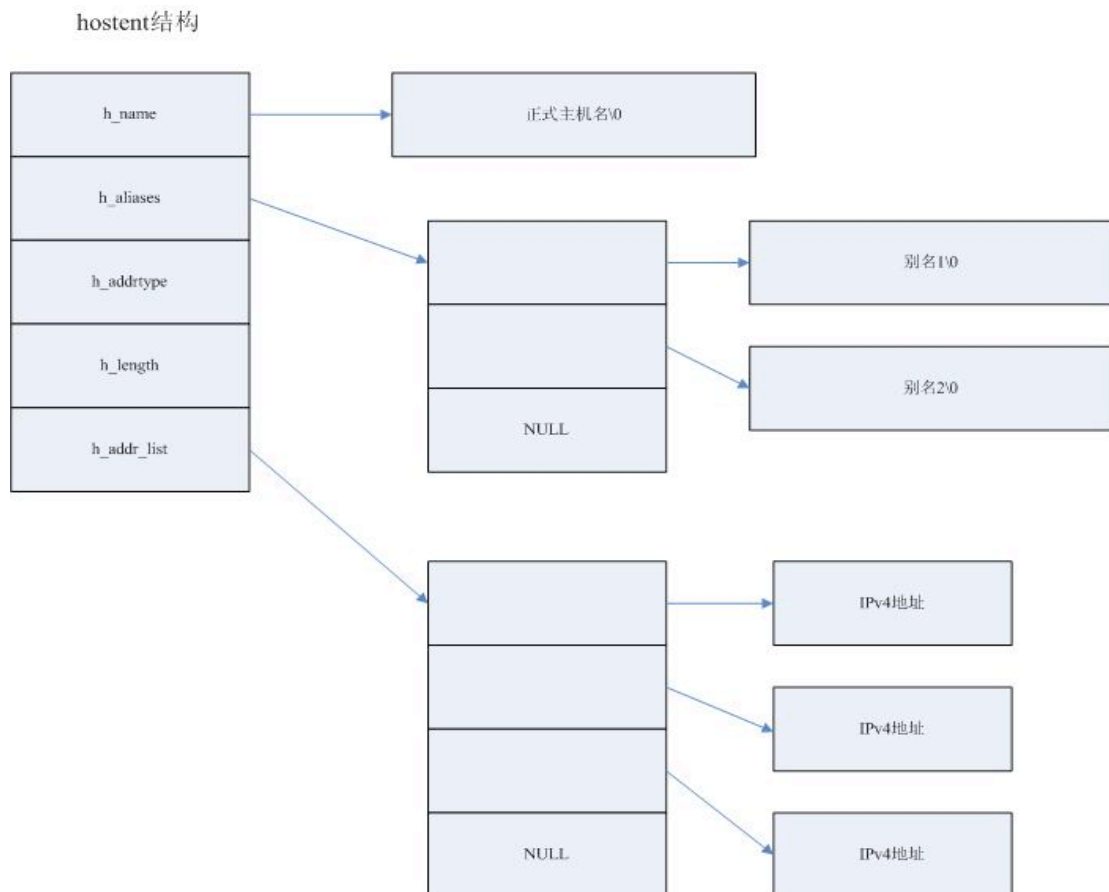 hostent结构
h_name
正式主机名\0
h_aliases
别名1\0
h_addrtype
h_length
别名2\0
NULL
h_addr_list
IPv4地址
IPv4地址
NULL
IPv4地址